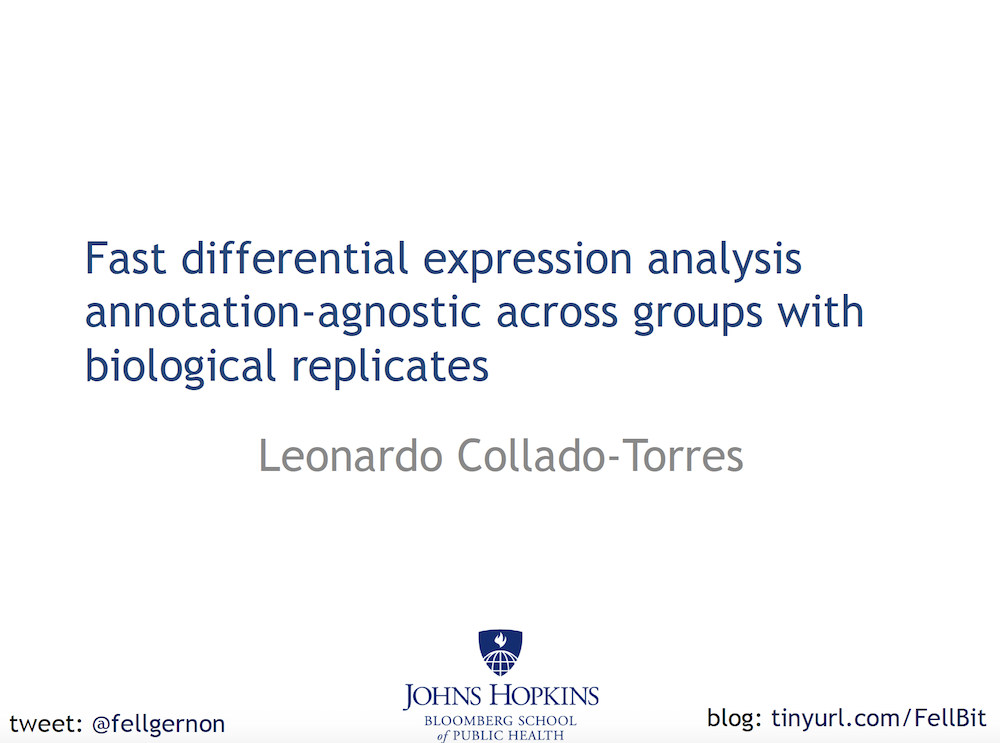 Fast differential expression analysis
annotation-agnostic across groups with
biological replicates
Leonardo Collado-Torres
JOHNS HOPKINS
BLOOMBERG SCHOOL
of PUBLIC HEALTH
tweet: @fellgernon
blog: tinyurl.com/FellBit